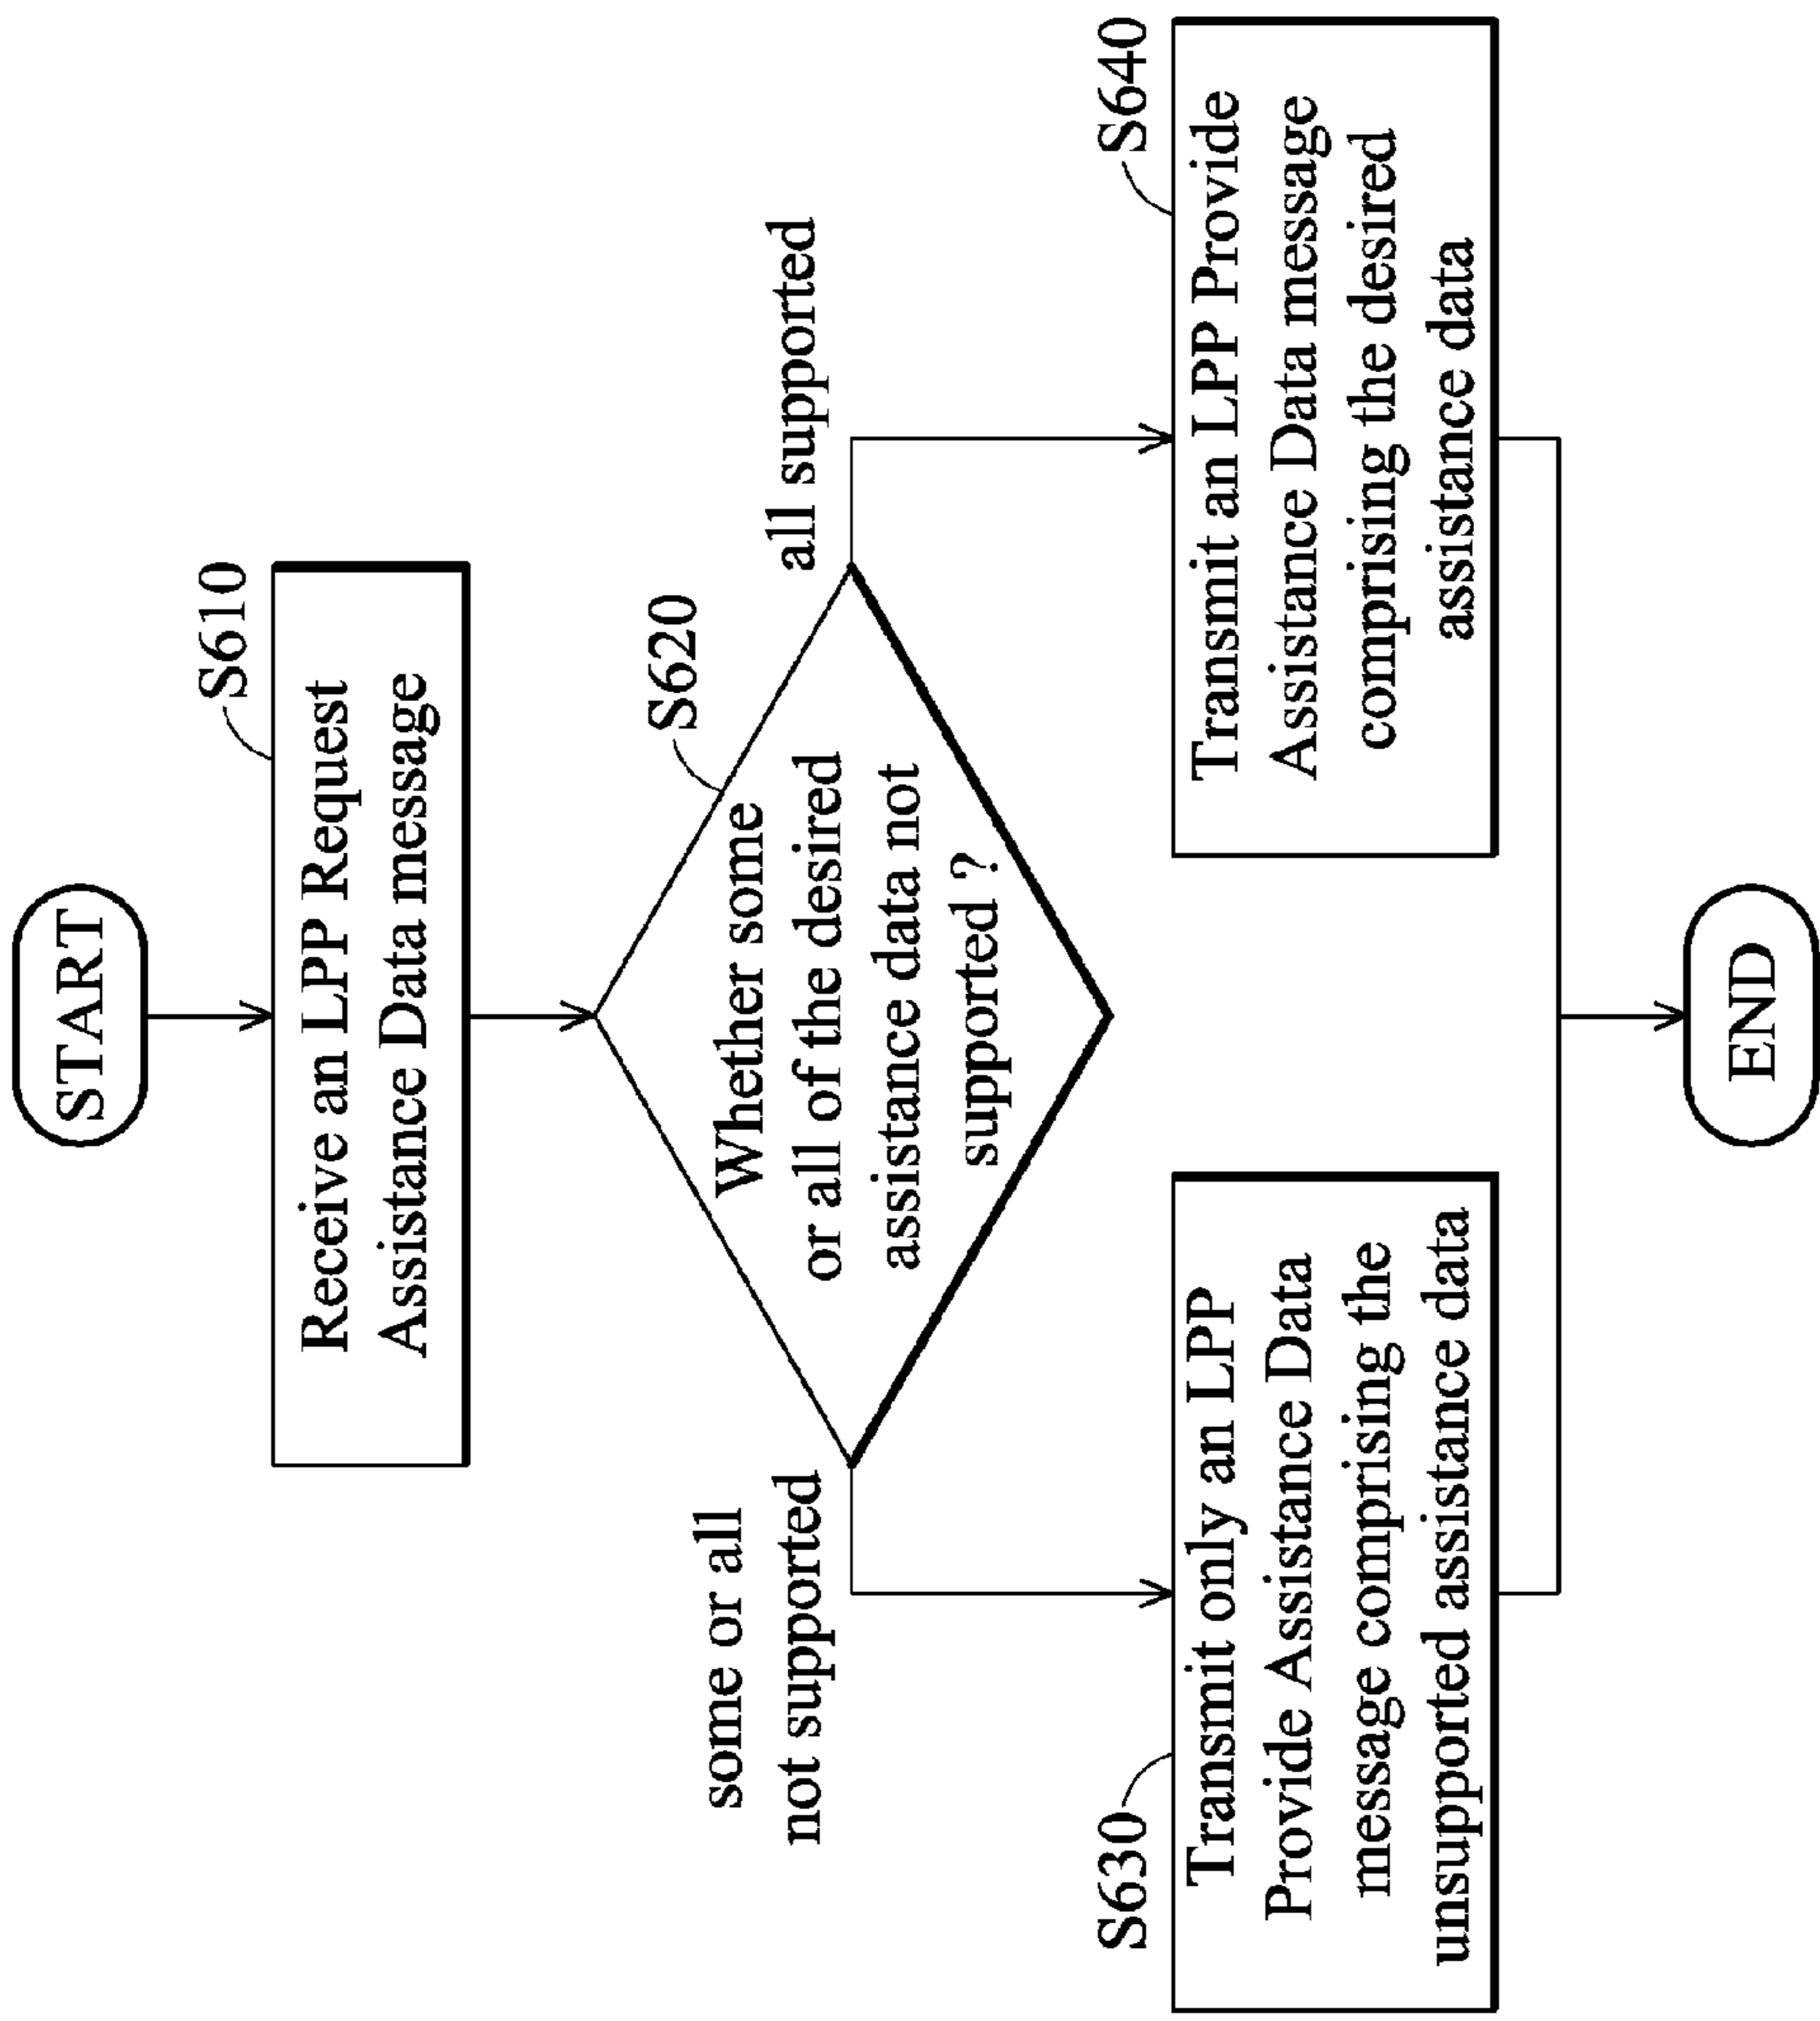 START
S610
Receive an LPP Request
Assistance Data message
S620
Whether some
or all of the desired
assistance data not
supported ?
some or all
not supported
all supported
S630
Transmit only an LPP
Provide Assistance Data
message comprising the
unsupported assistance data
S640
Transmit an LPP Provide
Assistance Data message
comprising the desired
assistance data
END